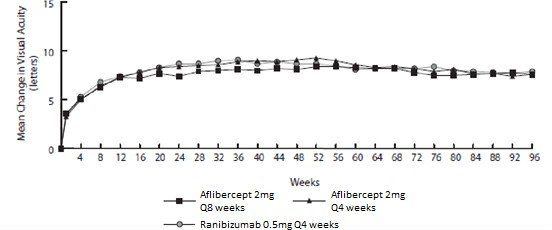 15
10
5
0
Mean Change in Visual Acuity
(letters)
4 8 12 16 20 24 28 32 36 40 44 48 52 56 60 64 68 72 76 80 84 88 92 96
Weeks
Aflibercept 2mg
Q8 weeks
Aflibercept 2mg
Q4 weeks
Ranibizumab 0.5mg Q4 weeks